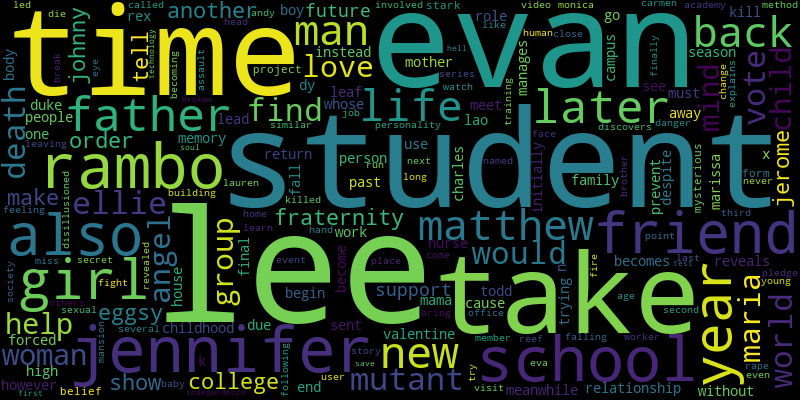 led
die
called
rex
another
boy
future
stark
role
video
monica
carmen
academy
method
time
evan
andy
head
man
like
involved
human
close
go
campus
finally
back
season
kill
johnny
tell
technology
becoming
assault
love
instead
mother
hell
series
manages
see
must
vote
mind
child
body
break
eye
project
dy
leaf
watch
training
change
explains
duke
people
father
find
life
meet
later
away
death
one
order
memory
lead
whose
similar
job
personality
lao
face
discovers
danger
leaving
soul
broken
return
person
use
next
named
initially
brother
prevent
despite
mysterious
x
form
never
jerome
rambo
student
lauren
run
past
long
charles
family
marissa
feeling
make
ellie
building
killed
fall
fraternity
home
learn
hand
work
matthew
third
friend
disillusioned
also
angel
house
group
final
event
place
become
nurse
come
would
becomes
point
reveals
last
test
pledge
young
society
miss
secret
girl
fight
revealed
lee
take
fire
trying
n
year
maria
world
others
sexual
eggsy
begin
support
mama
bring
cause
office
todd
age
second
help
forced
several
childhood
due
sent
valentine
new
member
reef
falling
worker
school
woman
high
mansion
jennifer
story
k
mutant
try
eva
rape
even
however
belief
show
baby
college
following
end
user
save
visit
meanwhile
relationship
without
first
independence